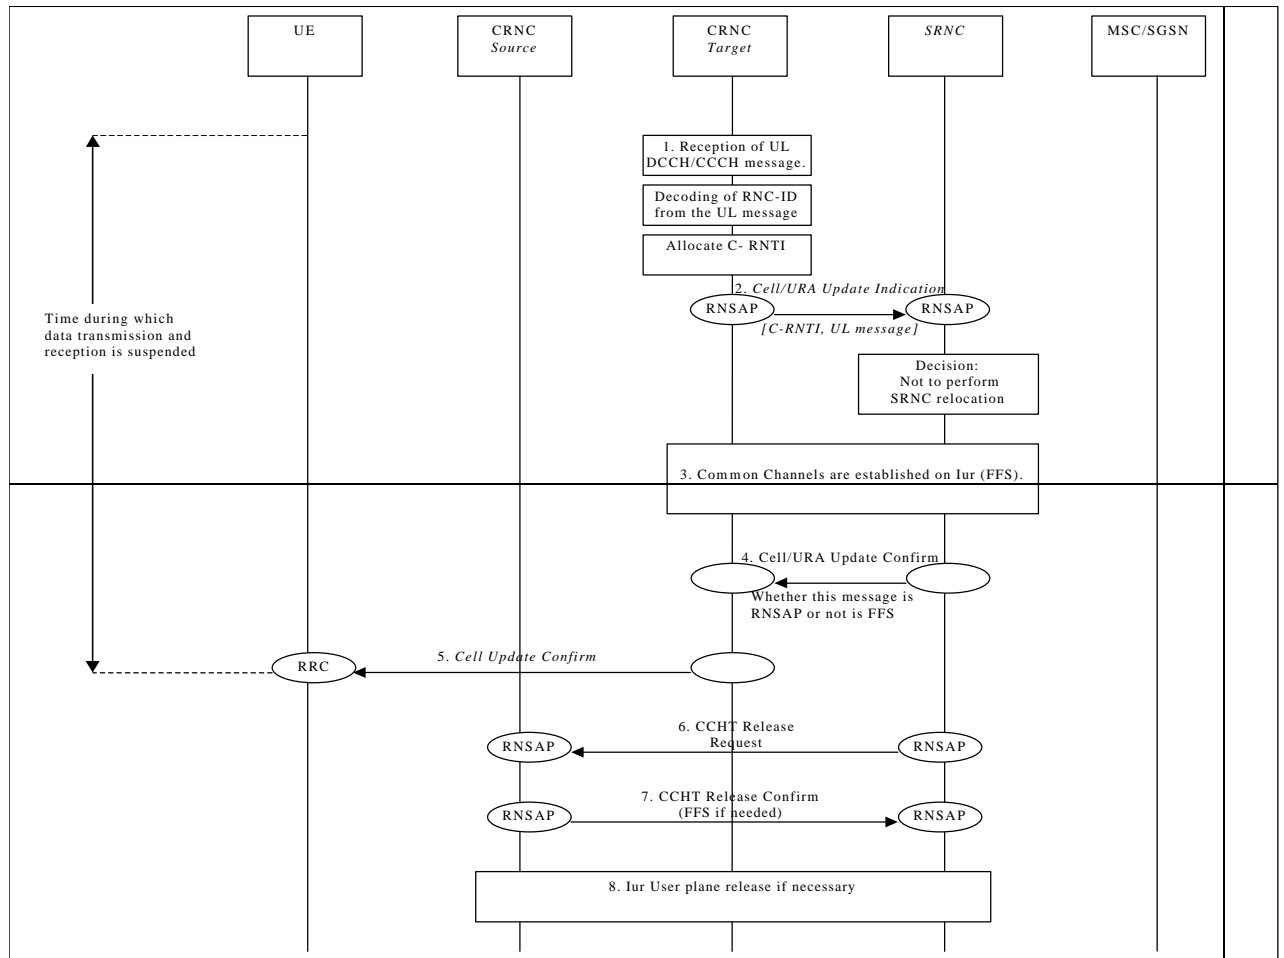 UE
CRNC
Source
CRNC
Target
SRNC
MSC/SGSN
1. Reception of UL
DCCH/CCCH message.
Decoding of RNC-ID
from the UL message
Allocate C- RNTI
2. Cell/URA Update Indication
RNSAP
RNSAP
[C-RNTI, UL message]
Time during which
data transmission and
reception is suspended
Decision:
Not to perform
SRNC relocation
3. Common Channels are established on Iur (FFS).
4. Cell/URA Update Confirm
Whether this message is
RNSAP or not is FFS
5. Cell Update Confirm
RRC
6. CCHT Release
Request
RNSAP
RNSAP
7. CCHT Release Confirm
(FFS if needed)
RNSAP
RNSAP
8. Iur User plane release if necessary